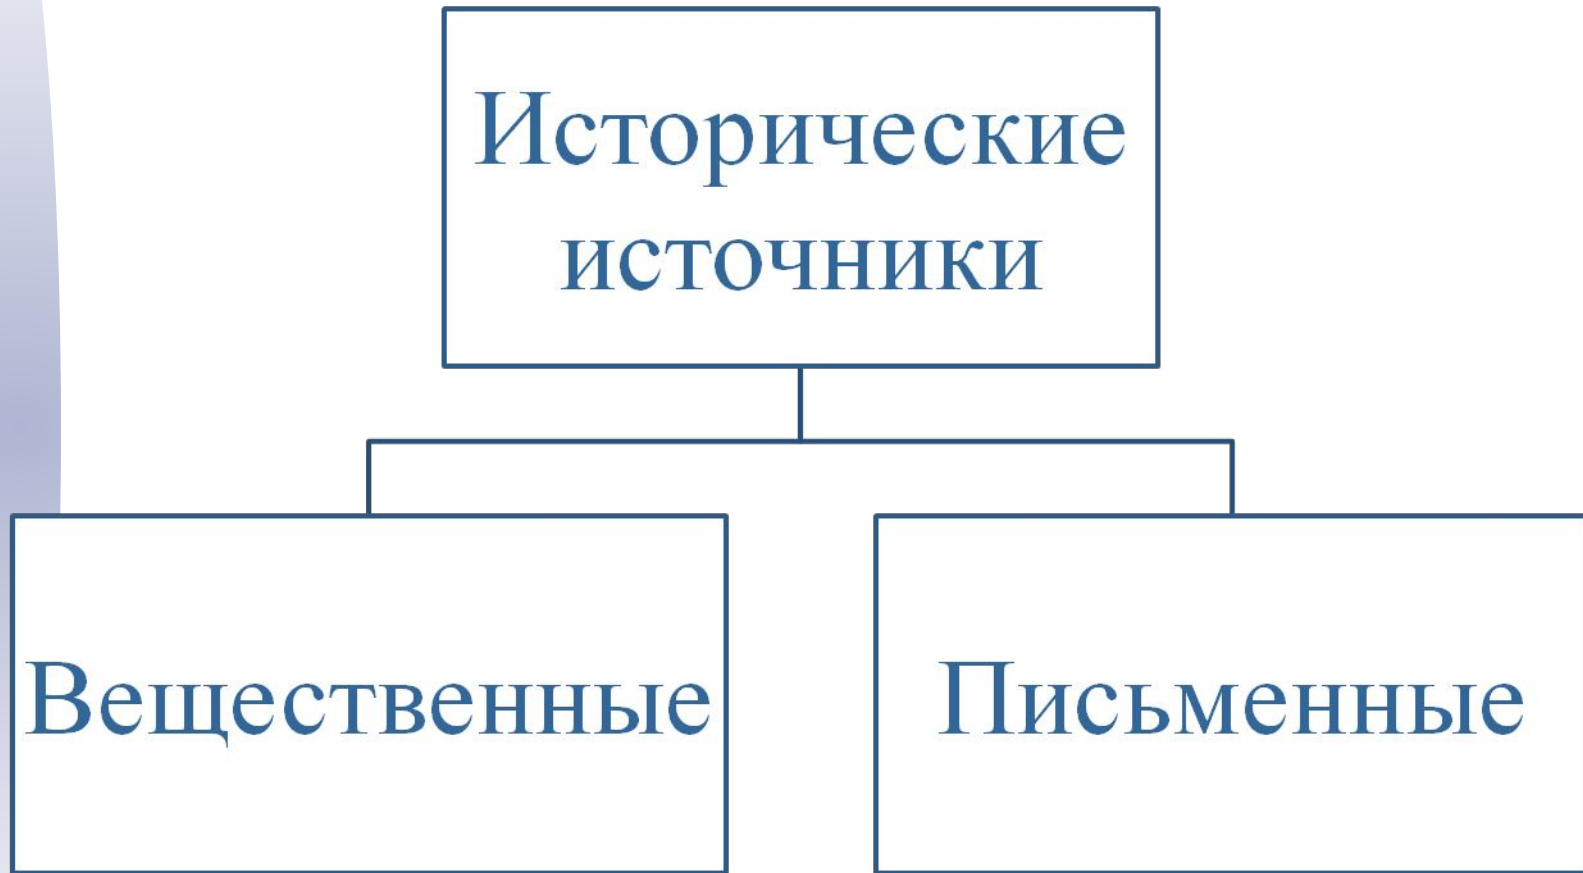 Исторические
источники
Вещественные
Письменные